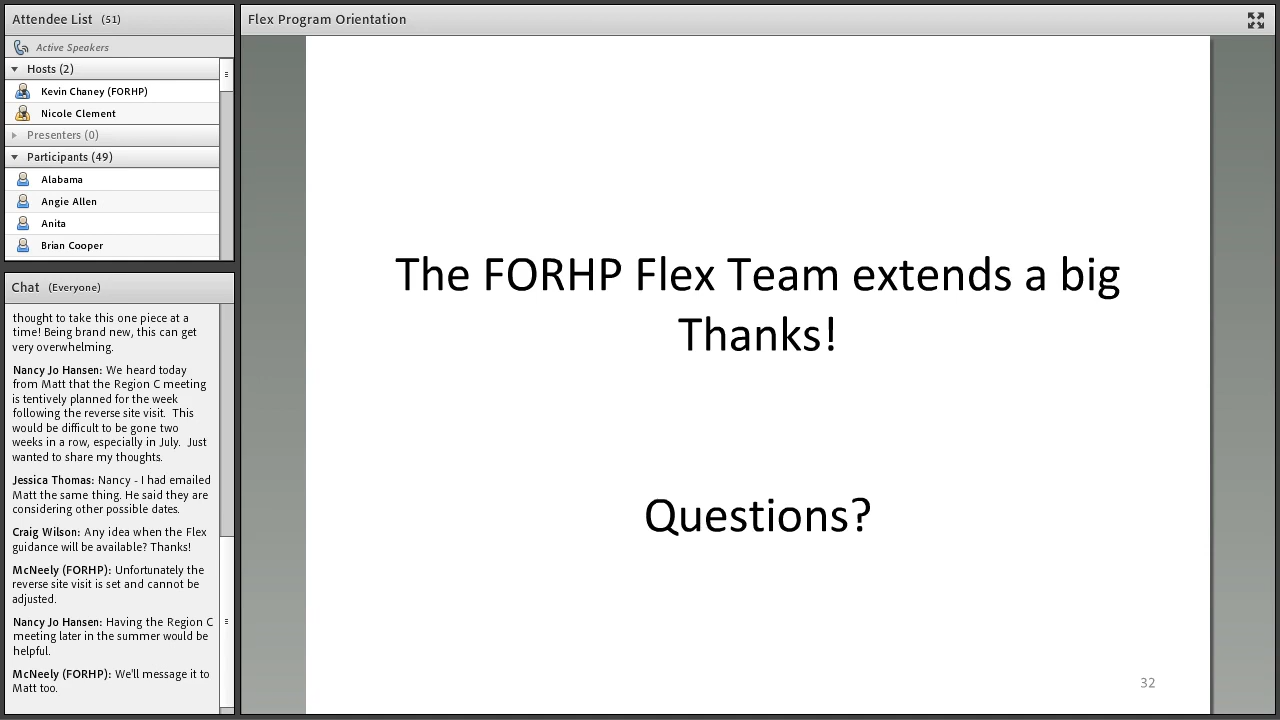 Attendee List (51)
Active Speakers
Hosts (2)
Kevin Chaney (FORHP)
Nicole Clement
Presenters (0)
Participants (49)
Alabama
Angie Allen
Anita
Brian Cooper
Chat (Everyone)
thought to take this one piece at a
time! Being brand new, this can get
very overwhelming.
Nancy Jo Hansen: We heard today
from Matt that the Region C meeting
is tentively planned for the week
following the reverse site visit. This
would be difficult to be gone two
weeks in a row, especially in July. Just
wanted to share my thoughts.
Jessica Thomas: Nancy - I had emailed
Matt the same thing. He said they are
considering other possible dates.
Craig Wilson: Any idea when the Flex
guidance will be available? Thanks!
McNeely (FORHP): Unfortunately the
reverse site visit is set and cannot be
adjusted.
Nancy Jo Hansen: Having the Region C
meeting later in the summer would be
helpful.
McNeely (FORHP): We'll message it to
Matt too.
Flex Program Orientation
The FORHP Flex Team extends a big
Thanks!
Questions?
32